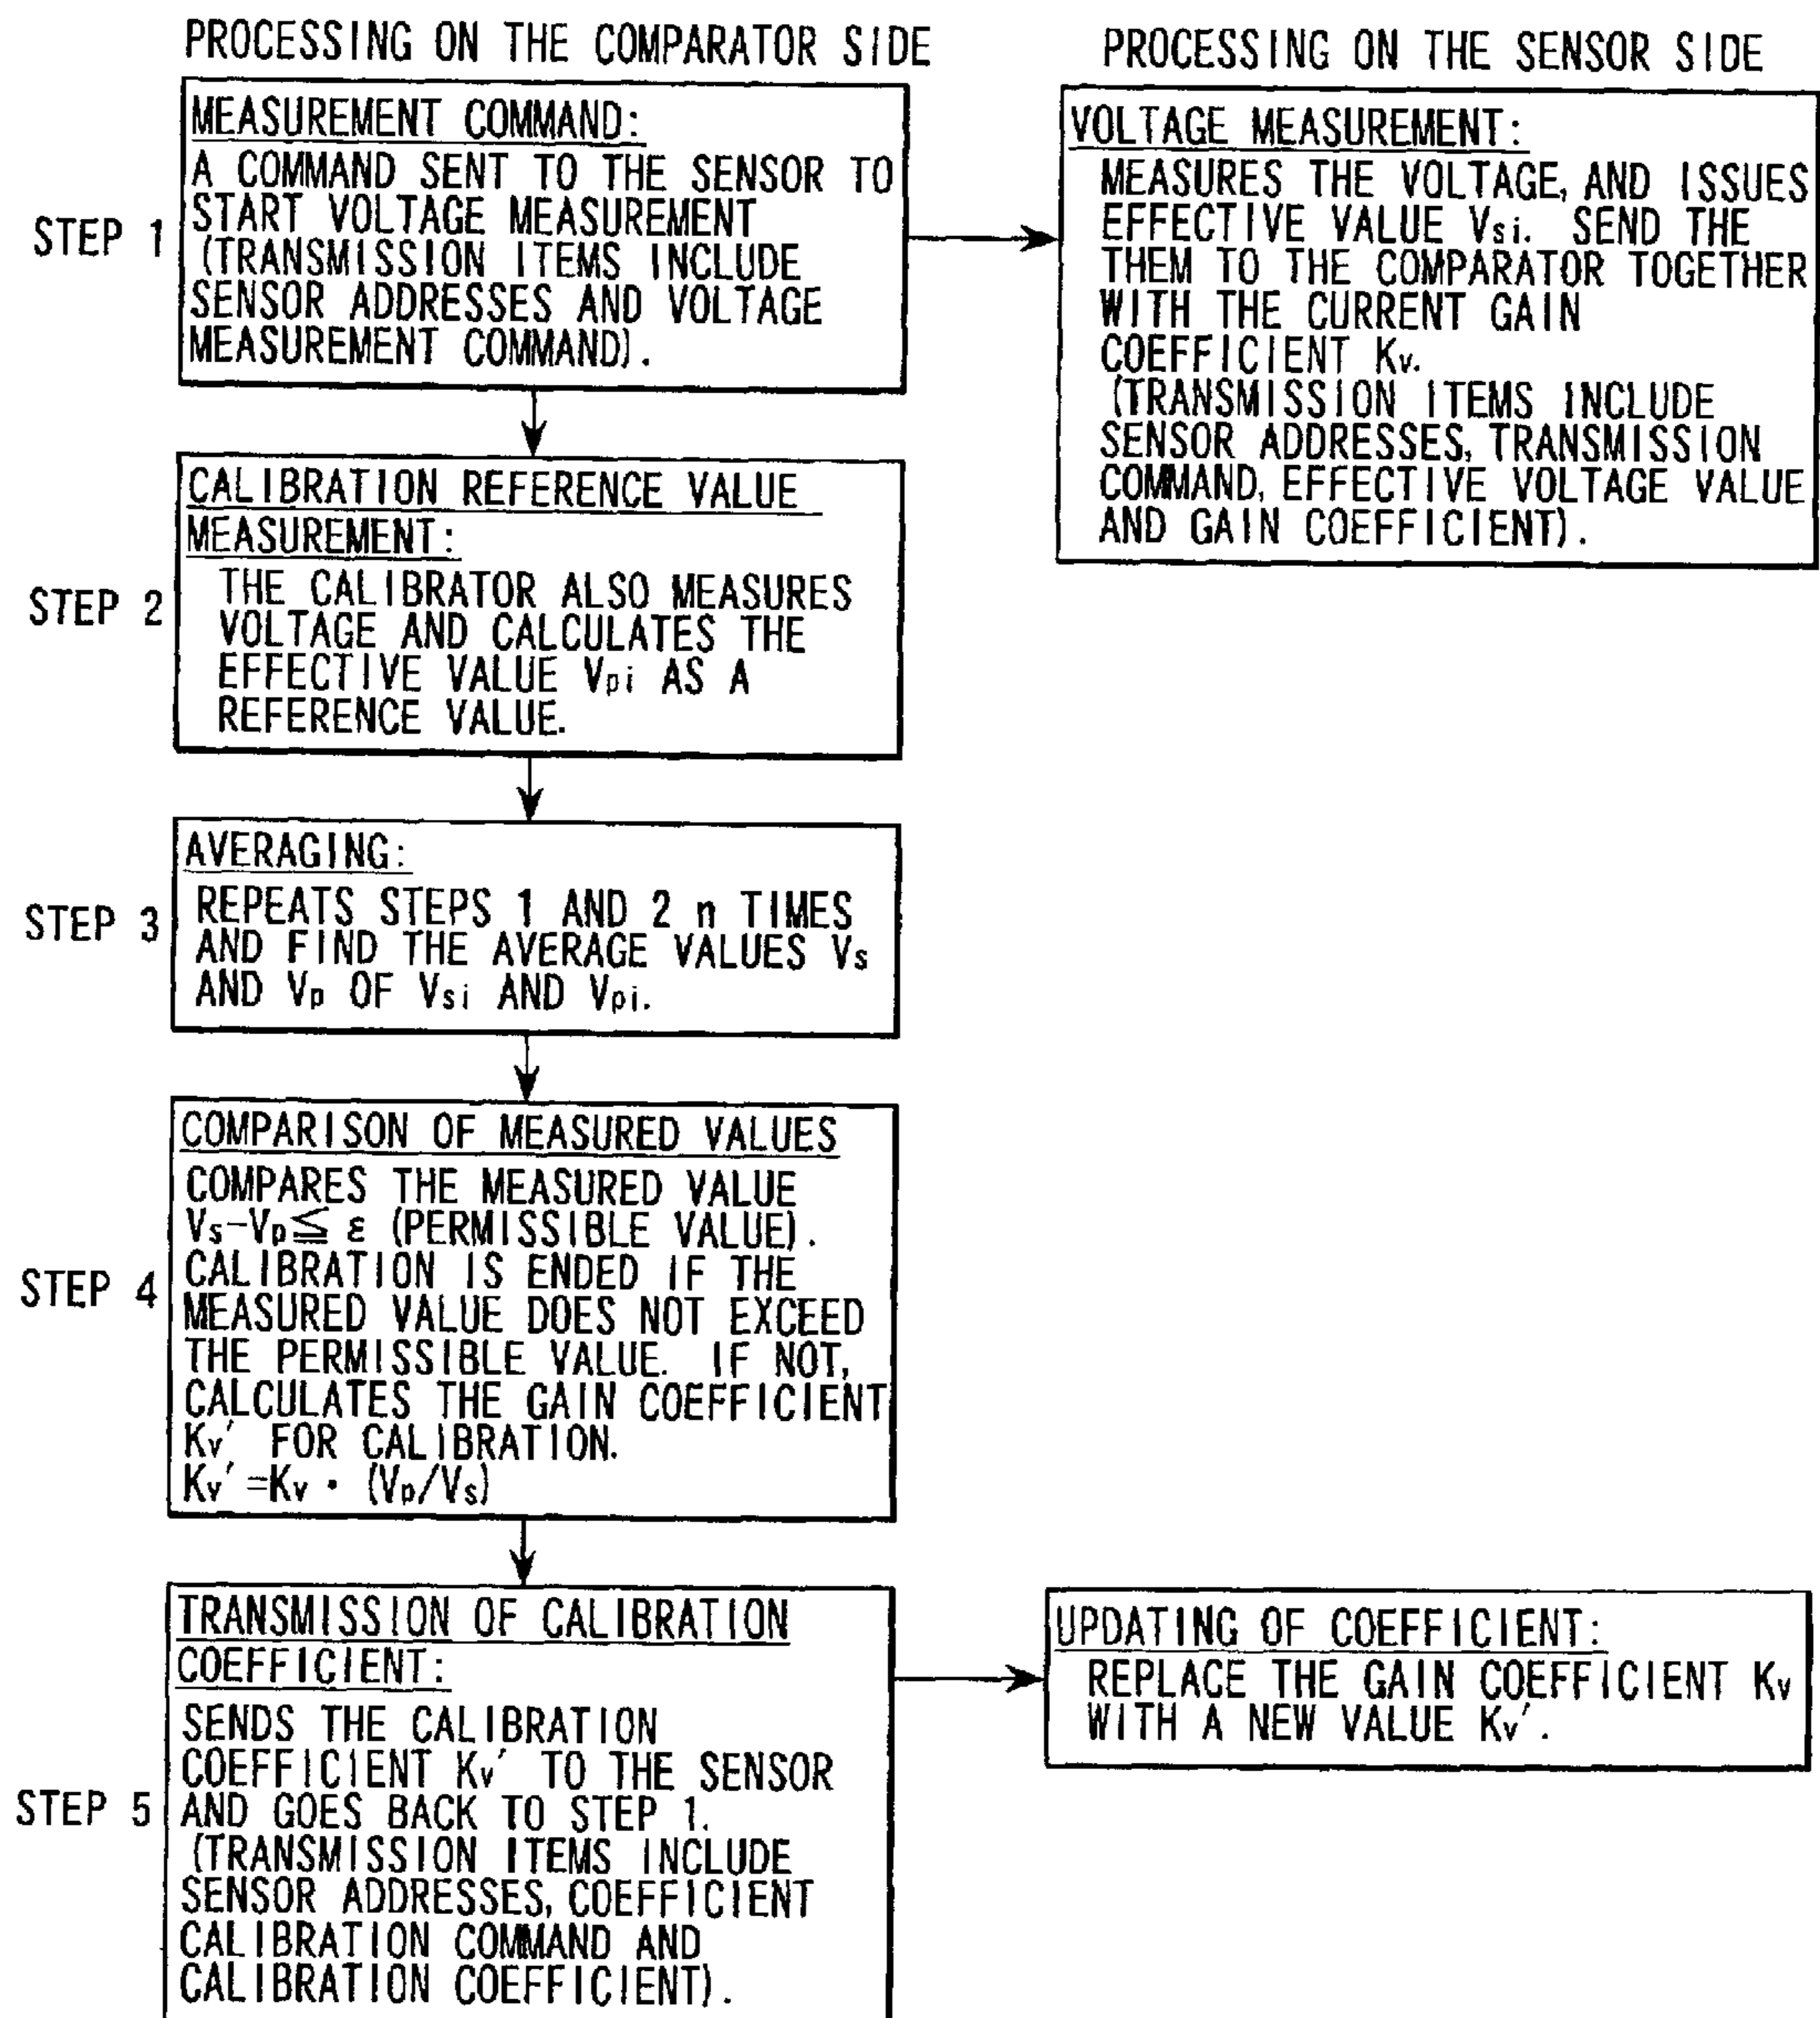 PROCESSING ON THE COMPARATOR SIDE
PROCESSING ON THE SENSOR SIDE
STEP 1
MEASUREMENT COMMAND:
A COMMAND SENT TO THE SENSOR TO
START VOLTAGE MEASUREMENT
(TRANSMISSION ITEMS INCLUDE
SENSOR ADDRESSES AND VOLTAGE
MEASUREMENT COMMAND).
VOLTAGE MEASUREMENT:
MEASURES THE VOLTAGE, AND ISSUES
EFFECTIVE VALUE Vsi. SEND THE
THEM TO THE COMPARATOR TOGETHER
WITH THE CURRENT GAIN
COEFFICIENT Kv.
(TRANSMISSION ITEMS INCLUDE
SENSOR ADDRESSES, TRANSMISSION
COMMAND, EFFECTIVE VOLTAGE VALUE
AND GAIN COEFFICIENT).
STEP 2
CALIBRATION REFERENCE VALUE
MEASUREMENT:
THE CALIBRATOR ALSO MEASURES
VOLTAGE AND CALCULATES THE
EFFECTIVE VALUE Vpi AS A
REFERENCE VALUE.
STEP 3
AVERAGING:
REPEATS STEPS 1 AND 2 n TIMES
AND FIND THE AVERAGE VALUES Vs
AND Vp OF Vsi AND Vpi.
STEP 4
COMPARISON OF MEASURED VALUES
COMPARES THE MEASURED VALUE
Vs-Vp≦ ε (PERMISSIBLE VALUE).
CALIBRATION IS ENDED IF THE
MEASURED VALUE DOES NOT EXCEED
THE PERMISSIBLE VALUE. IF NOT,
CALCULATES THE GAIN COEFFICIENT
Kv′ FOR CALIBRATION.
Kv′=Kv · (Vp/Vs)
STEP 5
TRANSMISSION OF CALIBRATION
COEFFICIENT:
SENDS THE CALIBRATION
COEFFICIENT Kv′ TO THE SENSOR
AND GOES BACK TO STEP 1.
(TRANSMISSION ITEMS INCLUDE
SENSOR ADDRESSES, COEFFICIENT
CALIBRATION COMMAND AND
CALIBRATION COEFFICIENT).
UPDATING OF COEFFICIENT:
REPLACE THE GAIN COEFFICIENT Kv
WITH A NEW VALUE Kv′.